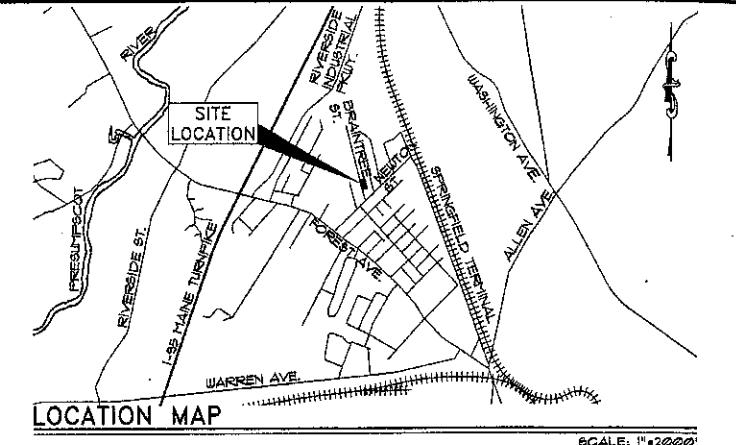 RIVER
RIVERSIDE
INDUSTRIAL
PKWY.
SITE
LOCATION
BRAINTREE
ST.
NEWTON
ST.
WASHINGTON AVE.
SPRINGFIELD TERMINAL
ALLEN AVE.
PRESUMPSCOT
RIVERSIDE ST.
I-95 MAINE TURNPIKE
FOREST AVE.
WARREN AVE.
LOCATION MAP
SCALE: 1"=2000'